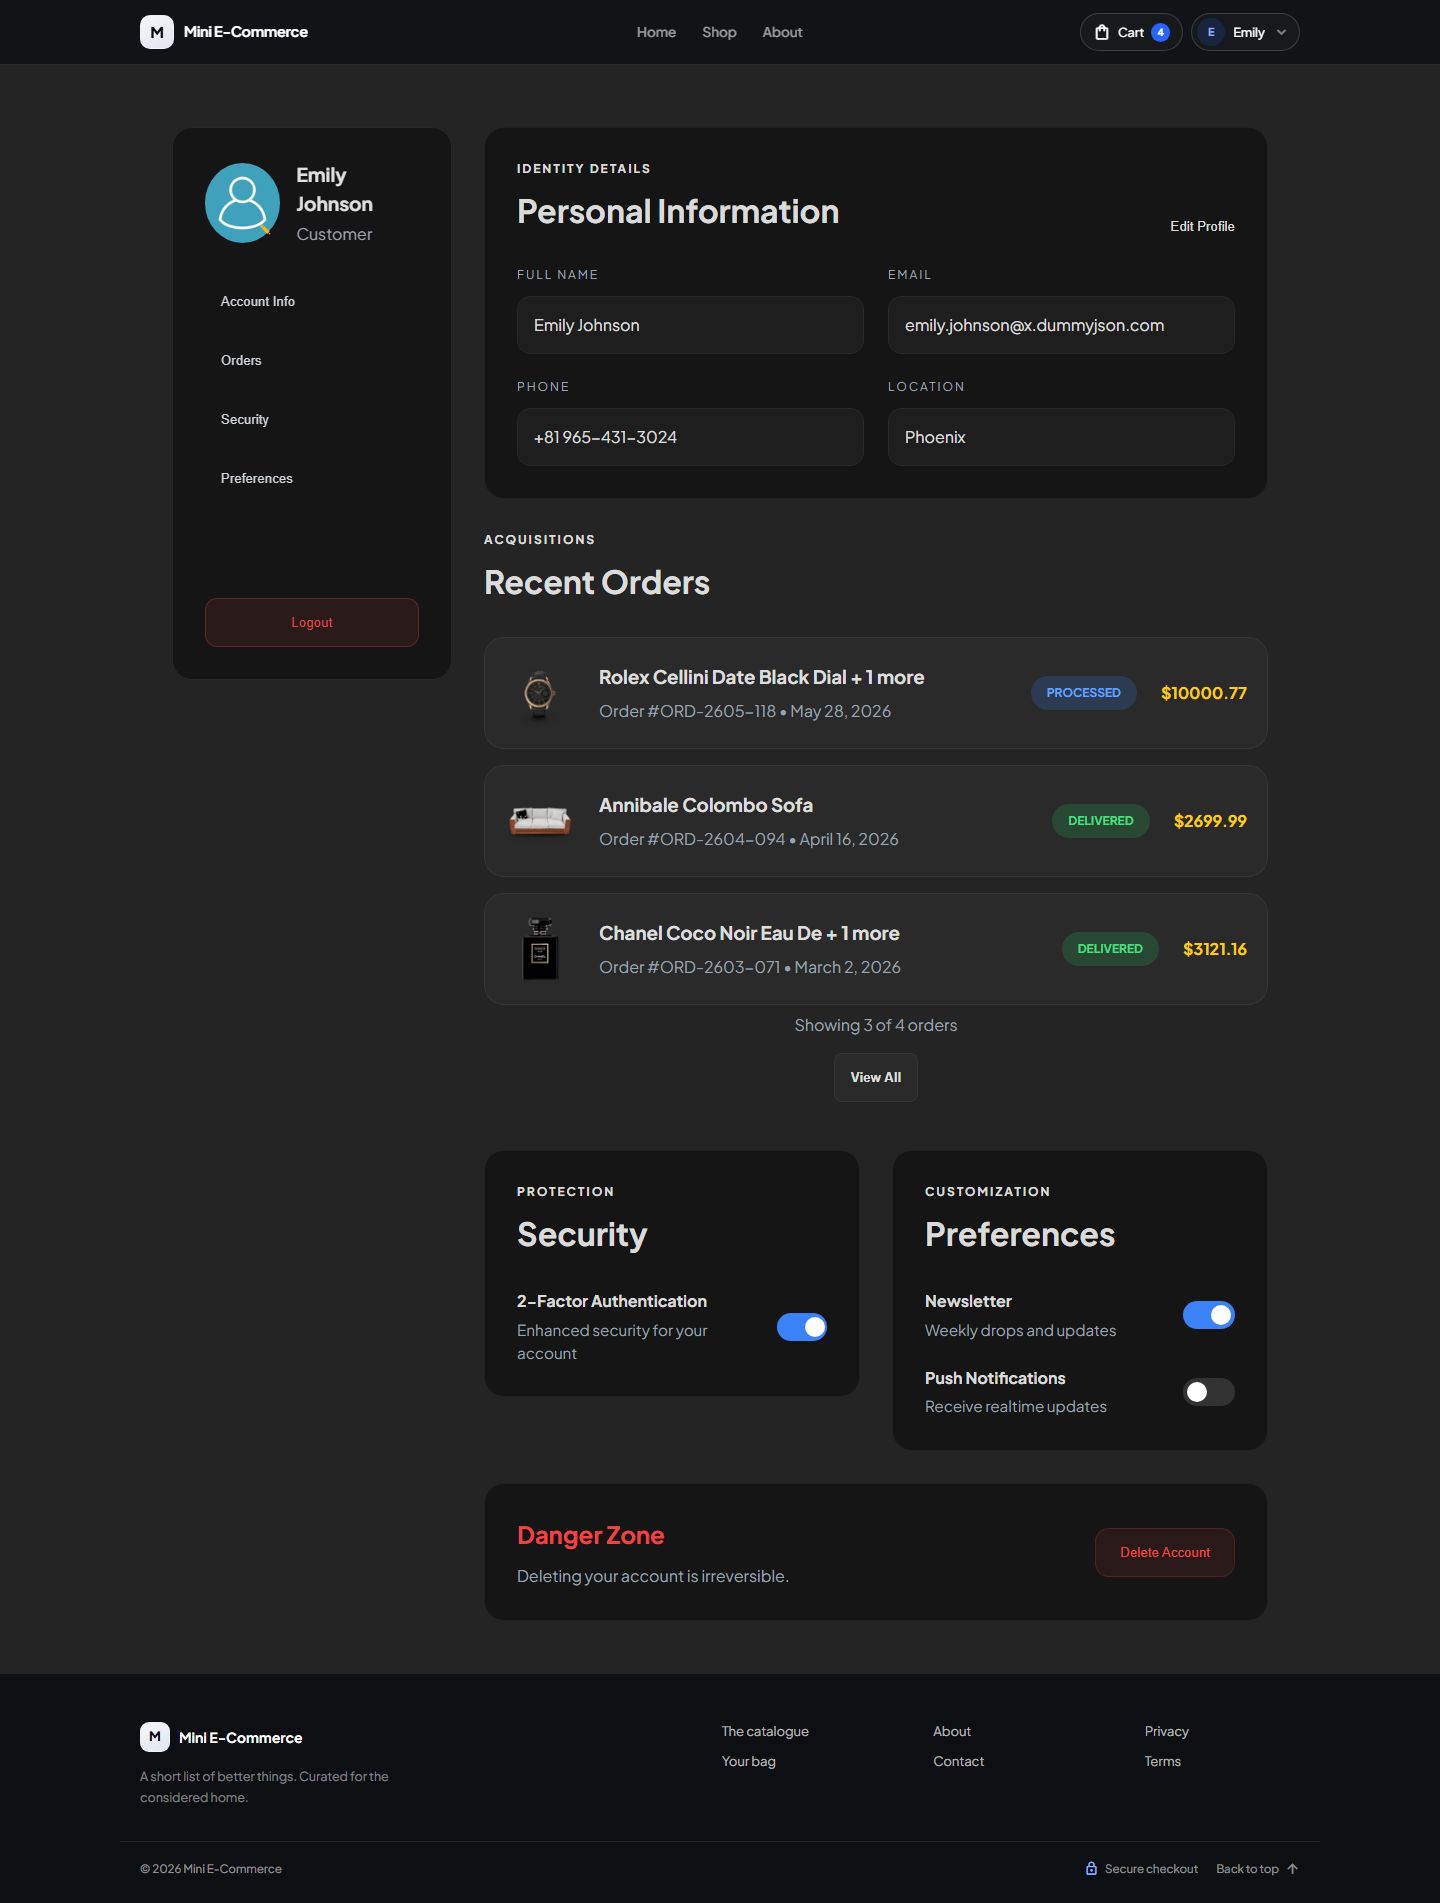 M Mini E-Commerce
Home Shop About
Cart 4
E Emily
Emily
Johnson
Customer
Account Info
Orders
Security
Preferences
Logout
IDENTITY DETAILS
Personal Information
Edit Profile
FULL NAME
Emily Johnson
EMAIL
emily.johnson@x.dummyjson.com
PHONE
+81 965-431-3024
LOCATION
Phoenix
ACQUISITIONS
Recent Orders
Rolex Cellini Date Black Dial + 1 more
Order #ORD-2605-118 • May 28, 2026
PROCESSED
$10000.77
Annibale Colombo Sofa
Order #ORD-2604-094 • April 16, 2026
DELIVERED
$2699.99
Chanel Coco Noir Eau De + 1 more
Order #ORD-2603-071 • March 2, 2026
DELIVERED
$3121.16
Showing 3 of 4 orders
View All
PROTECTION
Security
2-Factor Authentication
Enhanced security for your
account
CUSTOMIZATION
Preferences
Newsletter
Weekly drops and updates
Push Notifications
Receive realtime updates
Danger Zone
Deleting your account is irreversible.
Delete Account
M Mini E-Commerce
A short list of better things. Curated for the
considered home.
The catalogue
Your bag
About
Contact
Privacy
Terms
© 2026 Mini E-Commerce
Secure checkout
Back to top